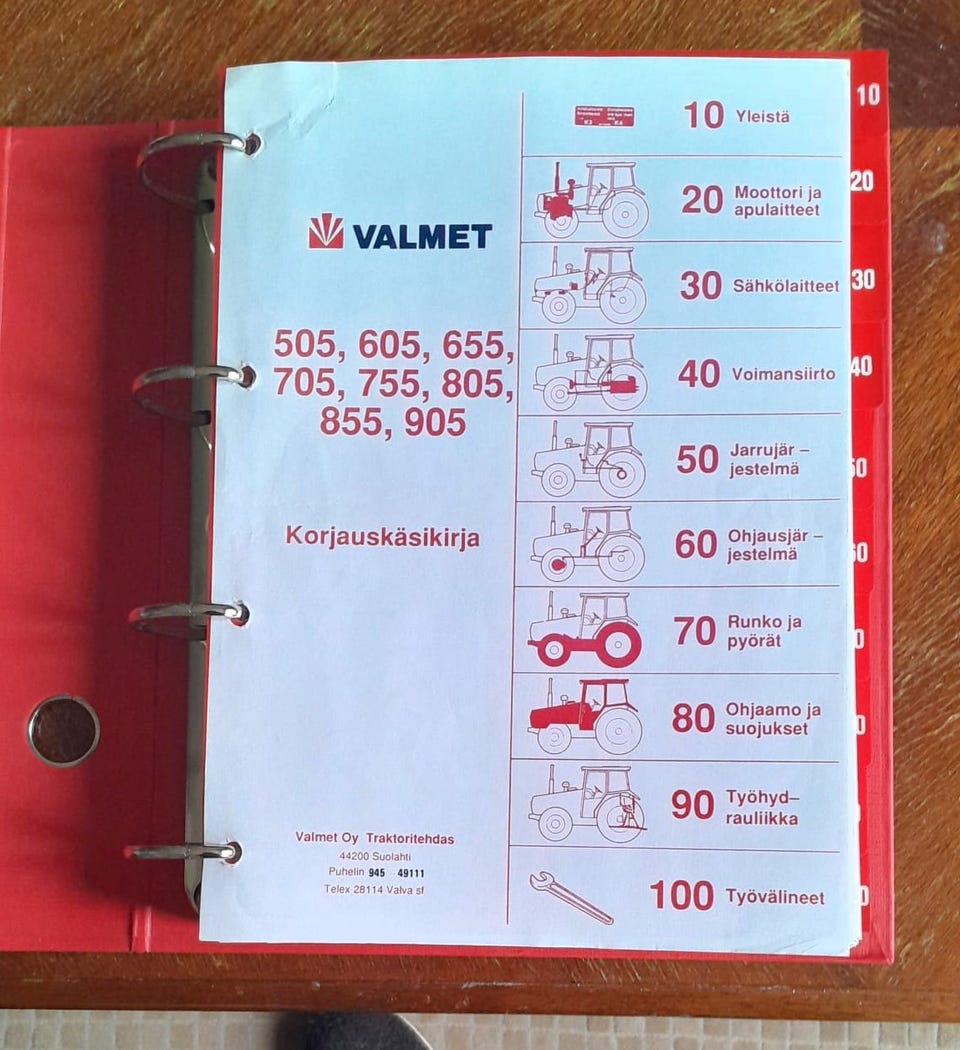 VALMET
505, 605, 655,
705, 755, 805,
855, 905
Korjauskäsikirja
Valmet Oy Traktoritehdas
44200 Suolahti
Puhelin 945 - 49111
Telex 28114 Valva sf
10 Yleistä
20 Moottori ja
apulaitteet
30 Sähkölaitteet
40 Voimansiirto
50 Jarrujär –
jestelmä
60 Ohjausjär –
jestelmä
70 Runko ja
pyörät
80 Ohjaamo ja
suojukset
90 Työhyd–
rauliikka
100 Työvälineet
10
20
30
40
50
60